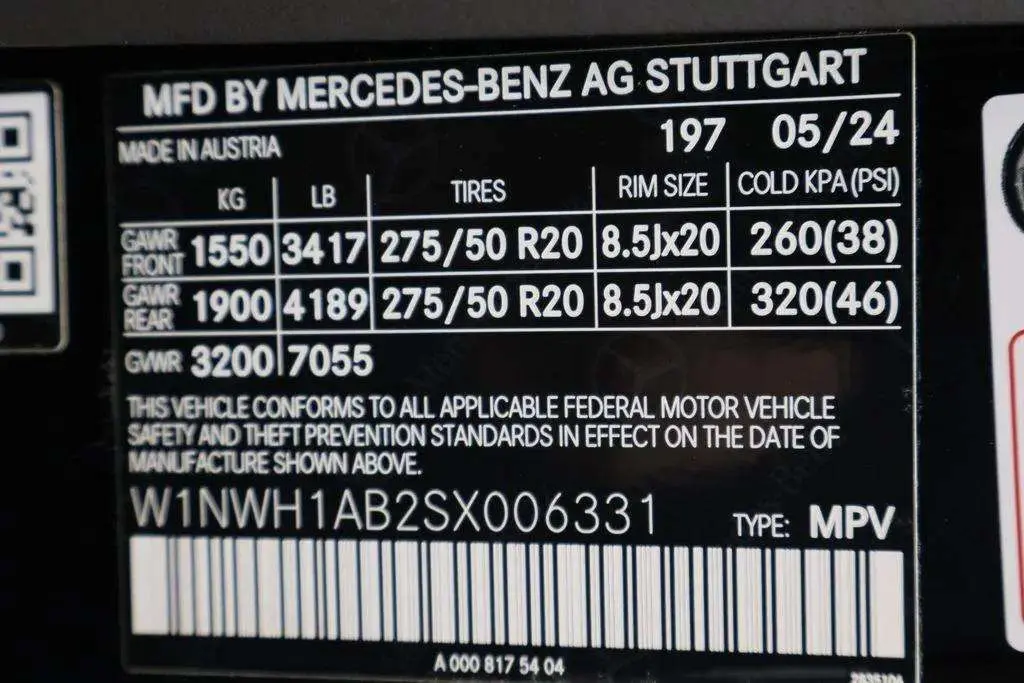 MFD BY MERCEDES-BENZ AG STUTTGART
MADE IN AUSTRIA 197 05/24
KG LB TIRES RIM SIZE COLD KPA(PSI)
GAWR FRONT 1550 3417 275/50 R20 8.5Jx20 260(38)
GAWR REAR 1900 4189 275/50 R20 8.5Jx20 320(46)
GVWR 3200 7055
THIS VEHICLE CONFORMS TO ALL APPLICABLE FEDERAL MOTOR VEHICLE
SAFETY AND THEFT PREVENTION STANDARDS IN EFFECT ON THE DATE OF
MANUFACTURE SHOWN ABOVE.
W1NWH1AB2SX006331 TYPE: MPV
A 000 817 54 04